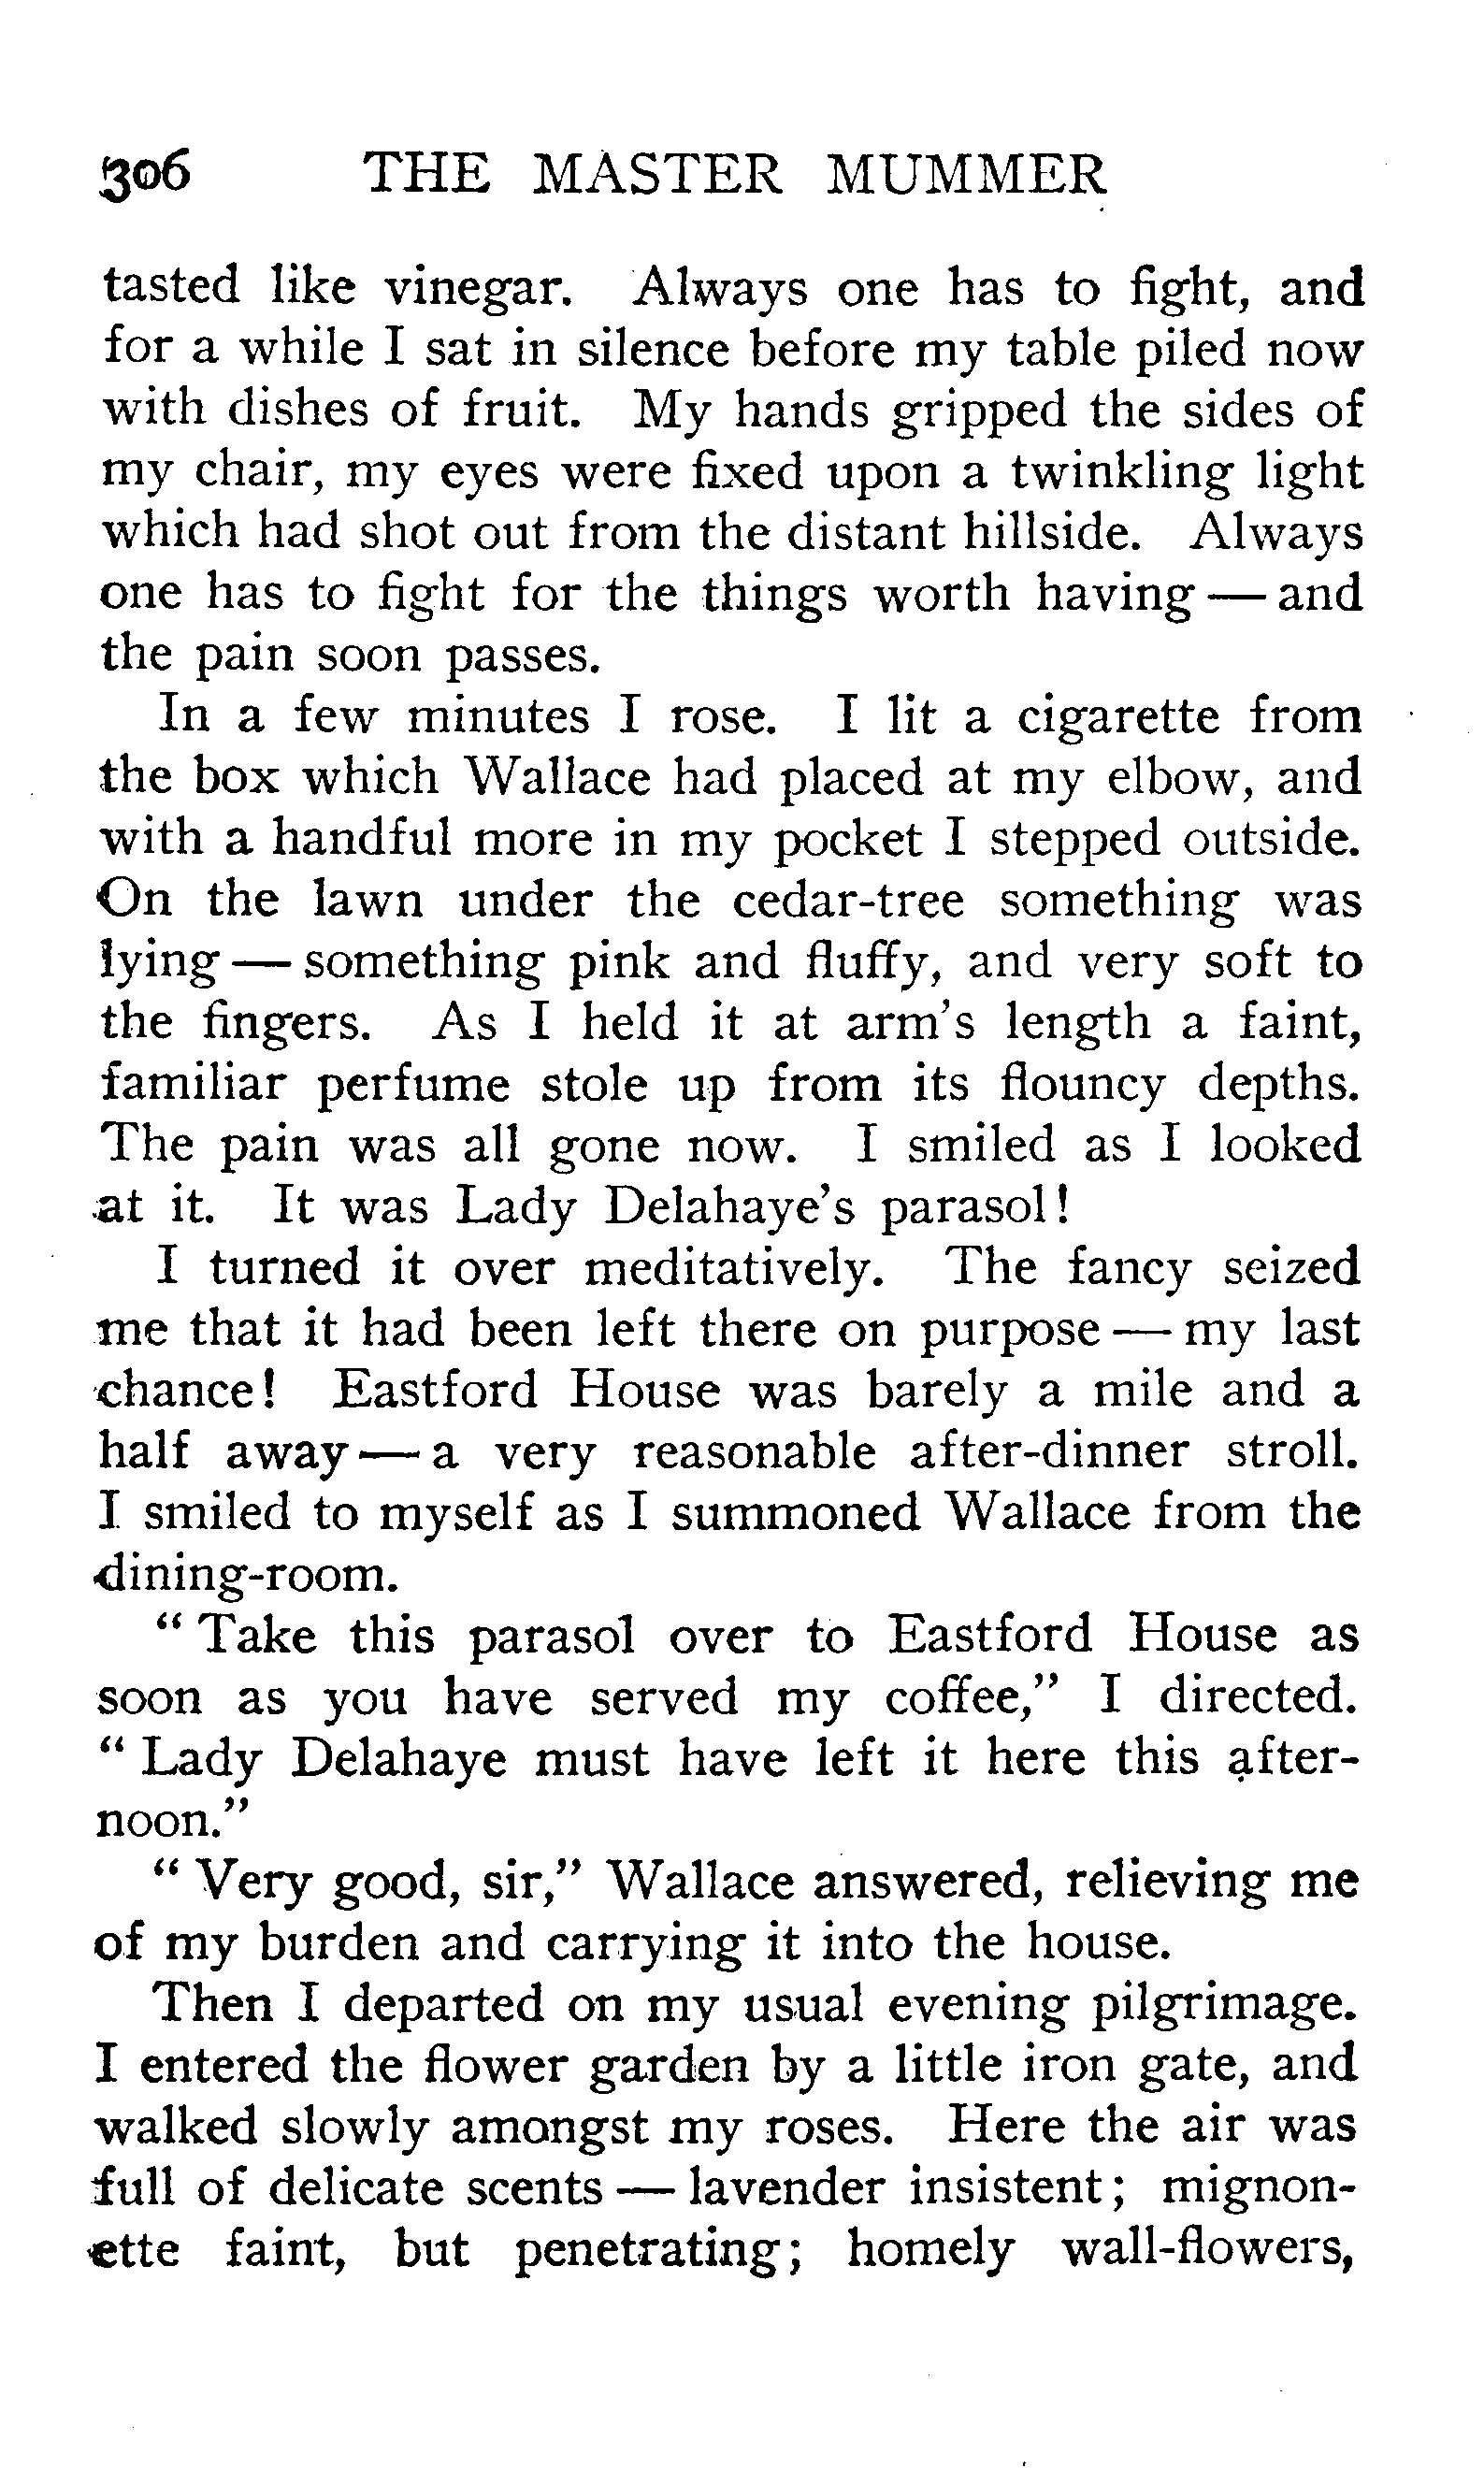 306 THE MASTER MUMMER
tasted like vinegar. Always one has to fight, and
for a while I sat in silence before my table piled now
with dishes of fruit. My hands gripped the sides of
my chair, my eyes were fixed upon a twinkling light
which had shot out from the distant hillside. Always
one has to fight for the things worth having — and
the pain soon passes.
In a few minutes I rose. I lit a cigarette from
the box which Wallace had placed at my elbow, and
with a handful more in my pocket I stepped outside.
On the lawn under the cedar-tree something was
lying — something pink and fluffy, and very soft to
the fingers. As I held it at arm's length a faint,
familiar perfume stole up from its flouncy depths.
The pain was all gone now. I smiled as I looked
at it. It was Lady Delahaye's parasol!
I turned it over meditatively. The fancy seized
me that it had been left there on purpose — my last
chance! Eastford House was barely a mile and a
half away — a very reasonable after-dinner stroll.
I smiled to myself as I summoned Wallace from the
dining-room.
" Take this parasol over to Eastford House as
soon as you have served my coffee," I directed.
" Lady Delahaye must have left it here this after-
noon."
" Very good, sir," Wallace answered, relieving me
of my burden and carrying it into the house.
Then I departed on my usual evening pilgrimage.
I entered the flower garden by a little iron gate, and
walked slowly amongst my roses. Here the air was
full of delicate scents — lavender insistent; mignon-
ette faint, but penetrating; homely wall-flowers,